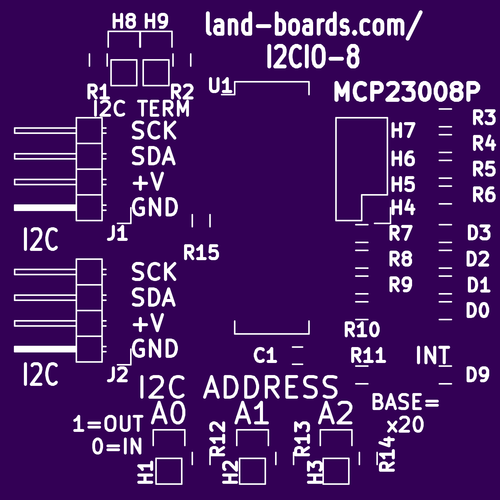 H8 H9
land-boards.com/
I2CIO-8
R1
R2
U1
MCP23008P
I2C TERM
R3
SCK
H7
R4
SDA
H6
R5
+V
H5
R6
GND
H4
I2C
J1
R7
D3
R15
R8
D2
SCK
R9
D1
SDA
D0
+V
R10
GND
C1
R11
INT
I2C
J2
D9
I2C ADDRESS
BASE=
x20
A0 A1 A2
1=OUT
0=IN
R12
R13
R14
H1
H2
H3